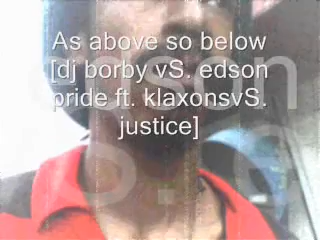 As above so below
[dj borby vS. edson
pride ft. klaxonsvS.
justice]